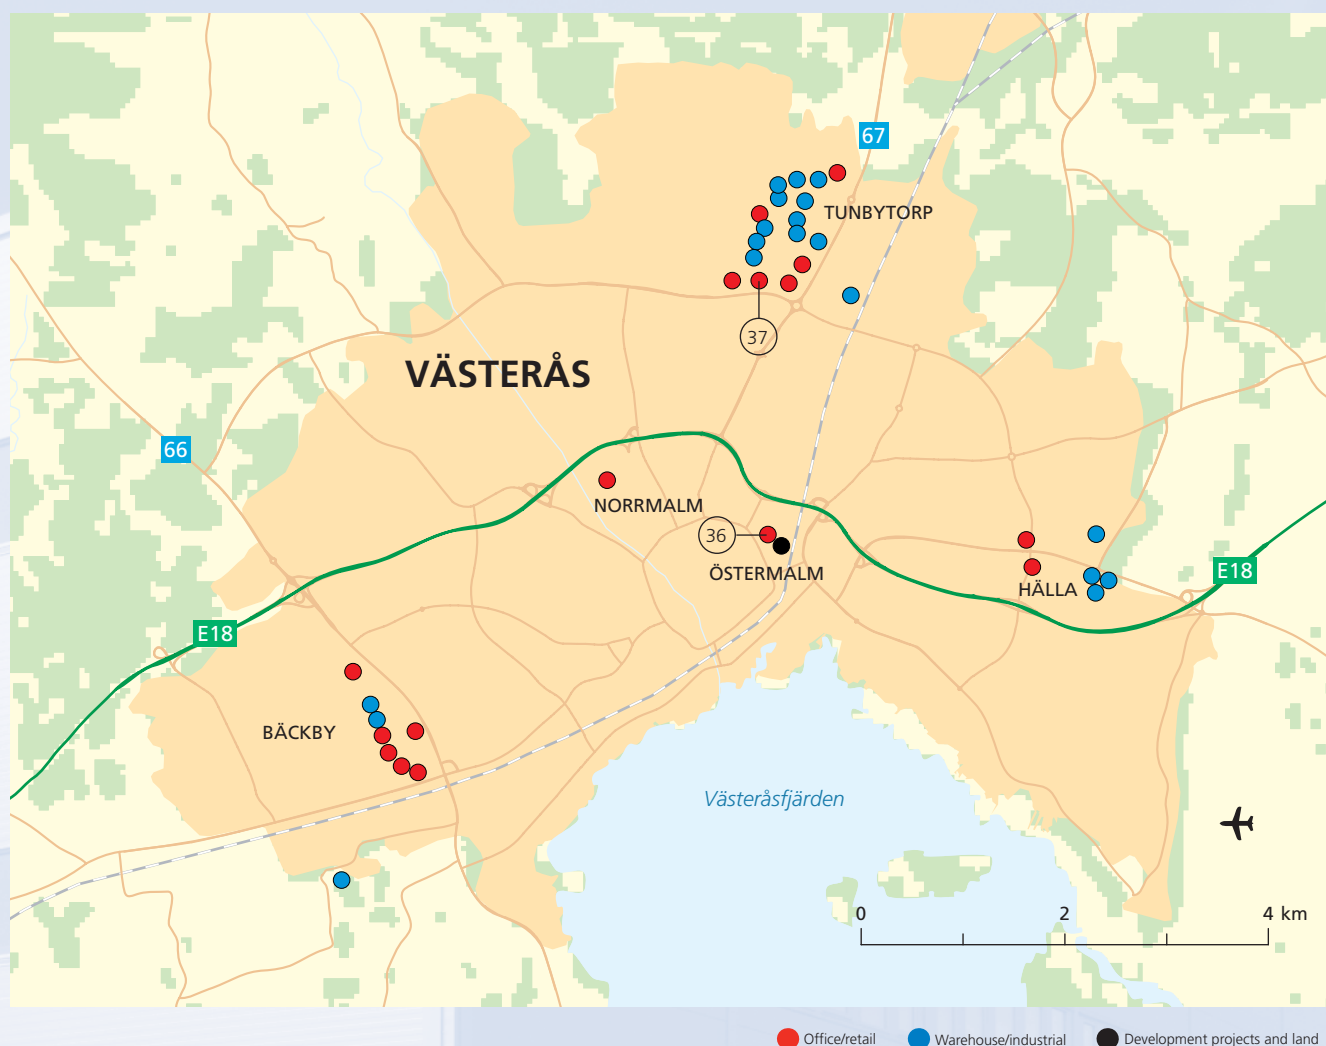 67
TUNBYTORP
37
VÄSTERÅS
66
NORRMALM
36
ÖSTERMALM
HÄLLA
E18
E18
BÄCKBY
Västeråsfjärden
0 2 4 km
Office/retail Warehouse/industrial Development projects and land